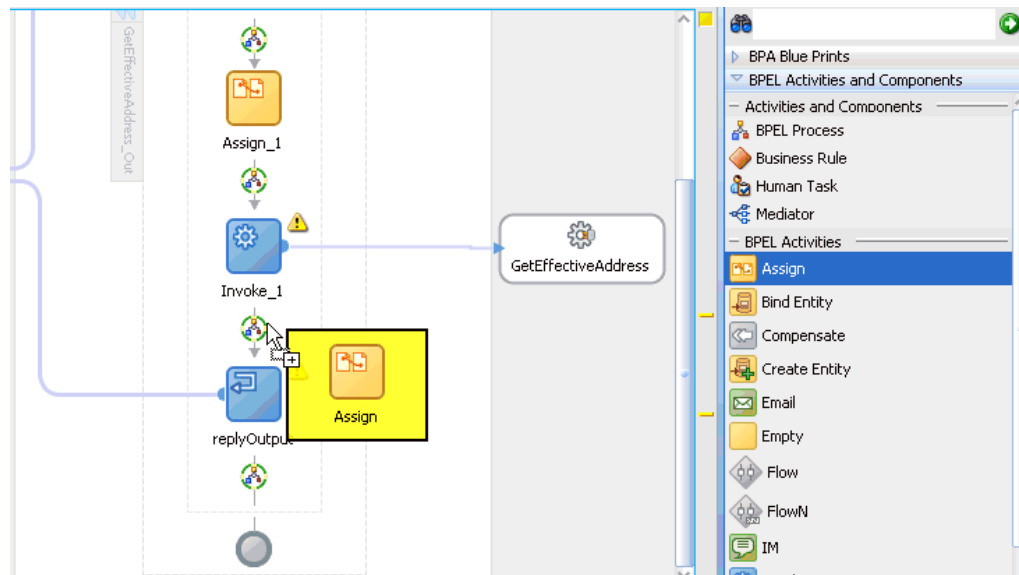 GetEffectiveAddress_Out
Assign_1
Invoke_1
GetEffectiveAddress
Assign
replyOutput
BPA Blue Prints
BPEL Activities and Components
Activities and Components
BPEL Process
Business Rule
Human Task
Mediator
BPEL Activities
Assign
Bind Entity
Compensate
Create Entity
Email
Empty
Flow
FlowN
IM